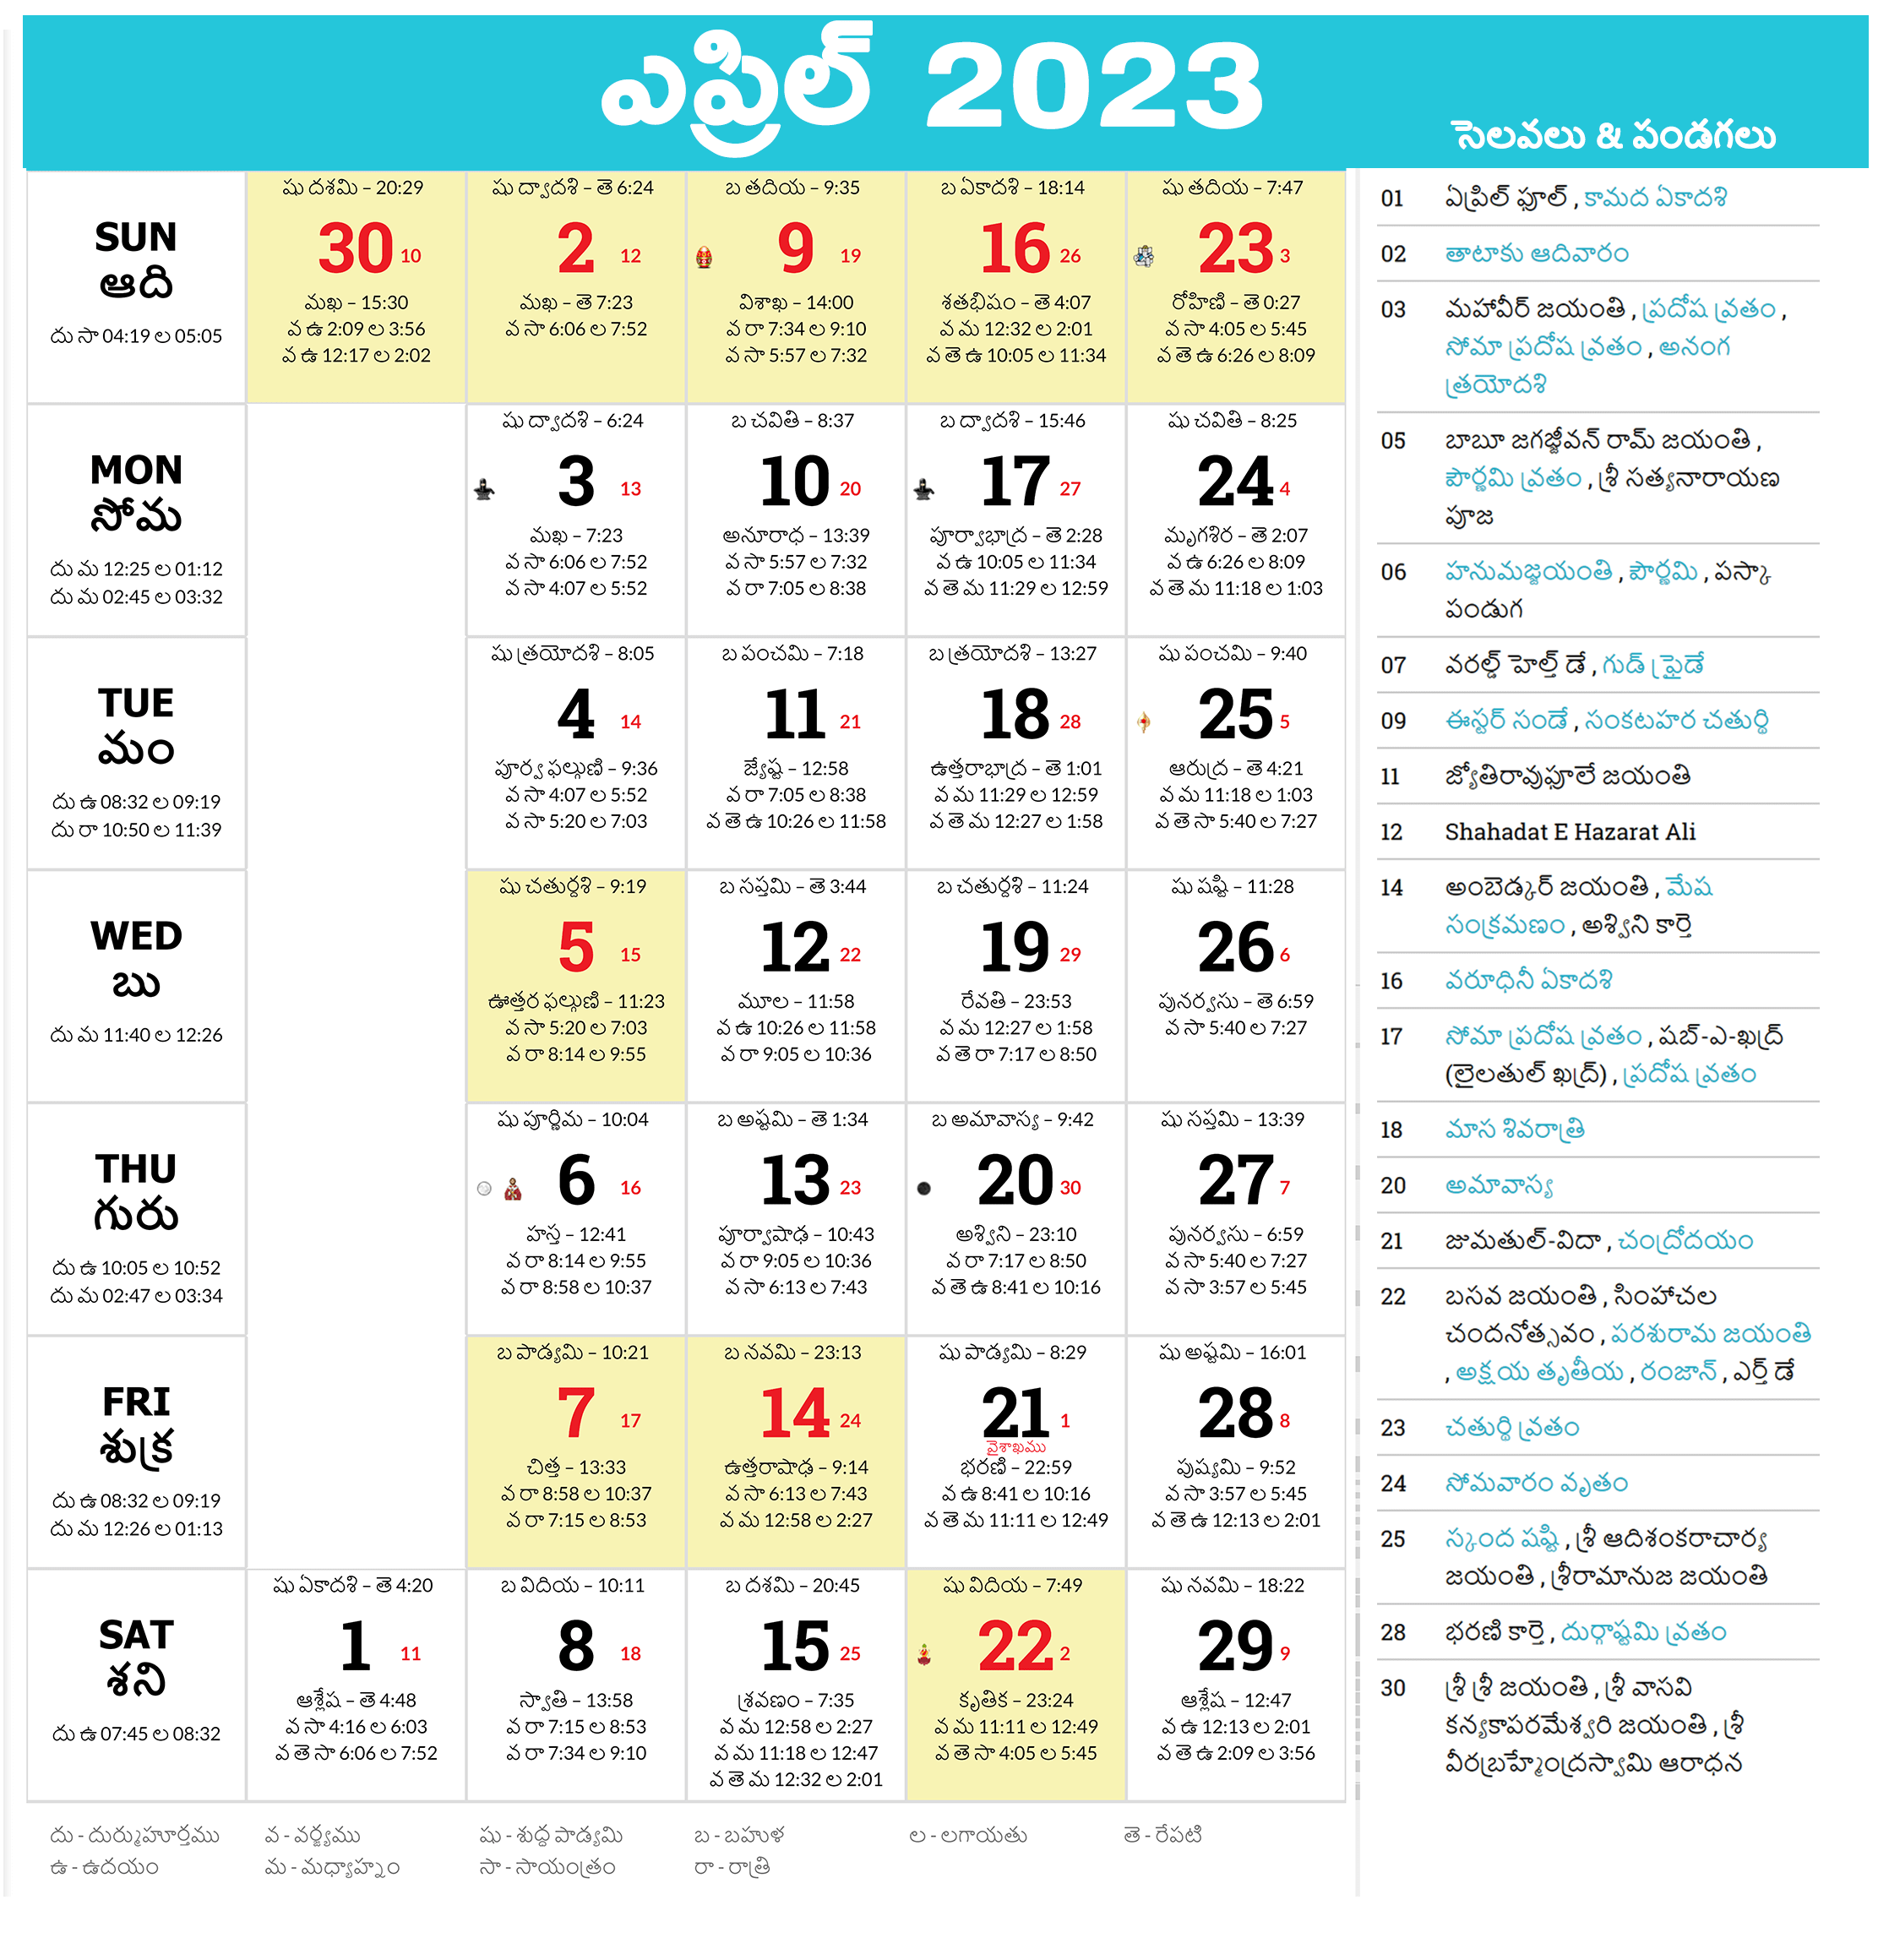 ఎప్రిల్ 2023
సెలవలు & పండగలు
SUN
ఆది
దు సా 04:19 ల 05:05
షు దశమి – 20:29
30 10
మఖ – 15:30
వ ఉ 2:09 ల 3:56
వ ఉ 12:17 ల 2:02
షు ద్వాదశి – తె 6:24
2 12
మఖ – తె 7:23
వ సా 6:06 ల 7:52
బ తదియ – 9:35
9 19
విశాఖ – 14:00
వ రా 7:34 ల 9:10
వ సా 5:57 ల 7:32
బ ఏకాదశి – 18:14
16 26
శతభిషం – తె 4:07
వ మ 12:32 ల 2:01
వ తె ఉ 10:05 ల 11:34
షు తదియ – 7:47
23 3
రోహిణి – తె 0:27
వ సా 4:05 ల 5:45
వ తె ఉ 6:26 ల 8:09
MON
సోమ
దు మ 12:25 ల 01:12
దు మ 02:45 ల 03:32
షు ద్వాదశి – 6:24
3 13
మఖ – 7:23
వ సా 6:06 ల 7:52
వ సా 4:07 ల 5:52
బ చవితి – 8:37
10 20
అనూరాధ – 13:39
వ సా 5:57 ల 7:32
వ రా 7:05 ల 8:38
బ ద్వాదశి – 15:46
17 27
పూర్వాభాద్ర – తె 2:28
వ ఉ 10:05 ల 11:34
వ తె మ 11:29 ల 12:59
షు చవితి – 8:25
24 4
మృగశిర – తె 2:07
వ ఉ 6:26 ల 8:09
వ తె మ 11:18 ల 1:03
TUE
మం
దు ఉ 08:32 ల 09:19
దు రా 10:50 ల 11:39
షు త్రయోదశి – 8:05
4 14
పూర్వ ఫల్గుణి – 9:36
వ సా 4:07 ల 5:52
వ సా 5:20 ల 7:03
బ పంచమి – 7:18
11 21
జ్యేష్ట – 12:58
వ రా 7:05 ల 8:38
వ తె ఉ 10:26 ల 11:58
బ త్రయోదశి – 13:27
18 28
ఉత్తరాభాద్ర – తె 1:01
వ మ 11:29 ల 12:59
వ తె మ 12:27 ల 1:58
షు పంచమి – 9:40
25 5
ఆరుద్ర – తె 4:21
వ మ 11:18 ల 1:03
వ తె సా 5:40 ల 7:27
WED
బు
దు మ 11:40 ల 12:26
షు చతుర్దశి – 9:19
5 15
ఊత్తర ఫల్గుణి – 11:23
వ సా 5:20 ల 7:03
వ రా 8:14 ల 9:55
బ సప్తమి – తె 3:44
12 22
మూల – 11:58
వ ఉ 10:26 ల 11:58
వ రా 9:05 ల 10:36
బ చతుర్దశి – 11:24
19 29
రేవతి – 23:53
వ మ 12:27 ల 1:58
వ తె రా 7:17 ల 8:50
షు షష్టి – 11:28
26 6
పునర్వసు – తె 6:59
వ సా 5:40 ల 7:27
THU
గురు
దు ఉ 10:05 ల 10:52
దు మ 02:47 ల 03:34
షు పూర్ణిమ – 10:04
6 16
హస్త – 12:41
వ రా 8:14 ల 9:55
వ రా 8:58 ల 10:37
బ అష్టమి – తె 1:34
13 23
పూర్వాషాఢ – 10:43
వ రా 9:05 ల 10:36
వ సా 6:13 ల 7:43
బ అమావాస్య – 9:42
20 30
అశ్విని – 23:10
వ రా 7:17 ల 8:50
వ తె ఉ 8:41 ల 10:16
షు సప్తమి – 13:39
27 7
పునర్వసు – 6:59
వ సా 5:40 ల 7:27
వ సా 3:57 ల 5:45
FRI
శుక్ర
దు ఉ 08:32 ల 09:19
దు మ 12:26 ల 01:13
బ పాడ్యమి – 10:21
7 17
చిత్త – 13:33
వ రా 8:58 ల 10:37
వ రా 7:15 ల 8:53
బ నవమి – 23:13
14 24
ఉత్తరాషాఢ – 9:14
వ సా 6:13 ల 7:43
వ మ 12:58 ల 2:27
షు పాడ్యమి – 8:29
21 1
వైశాఖము
భరణి – 22:59
వ ఉ 8:41 ల 10:16
వ తె మ 11:11 ల 12:49
షు అష్టమి – 16:01
28 8
పుష్యమి – 9:52
వ సా 3:57 ల 5:45
వ తె ఉ 12:13 ల 2:01
SAT
శని
దు ఉ 07:45 ల 08:32
షు ఏకాదశి – తె 4:20
1 11
ఆశ్లేష – తె 4:48
వ సా 4:16 ల 6:03
వ తె సా 6:06 ల 7:52
బ విదియ – 10:11
8 18
స్వాతి – 13:58
వ రా 7:15 ల 8:53
వ రా 7:34 ల 9:10
బ దశమి – 20:45
15 25
శ్రవణం – 7:35
వ మ 12:58 ల 2:27
వ మ 11:18 ల 12:47
వ తె మ 12:32 ల 2:01
షు విదియ – 7:49
22 2
కృతిక – 23:24
వ మ 11:11 ల 12:49
వ తె సా 4:05 ల 5:45
షు నవమి – 18:22
29 9
ఆశ్లేష – 12:47
వ ఉ 12:13 ల 2:01
వ తె ఉ 2:09 ల 3:56
దు - దుర్ముహూర్తము
వ - వర్జ్యము
షు - శుద్ధ పాడ్యమి
బ - బహుళ
ల - లగాయతు
తె - రేపటి
ఉ - ఉదయం
మ - మధ్యాహ్నం
సా - సాయంత్రం
రా - రాత్రి
01 ఏప్రిల్ ఫూల్ , కామద ఏకాదశి
02 తాటాకు ఆదివారం
03 మహావీర్ జయంతి , ప్రదోష వ్రతం ,
సోమా ప్రదోష వ్రతం , అనంగ
త్రయోదశి
05 బాబూ జగజ్జీవన్ రామ్ జయంతి ,
పౌర్ణమి వ్రతం , శ్రీ సత్యనారాయణ
పూజ
06 హనుమజ్జయంతి , పౌర్ణమి , పస్కా
పండుగ
07 వరల్డ్ హెల్త్ డే , గుడ్ ఫ్రైడే
09 ఈస్టర్ సండే , సంకటహర చతుర్థి
11 జ్యోతిరావుఫూలే జయంతి
12 Shahadat E Hazarat Ali
14 అంబెడ్కర్ జయంతి , మేష
సంక్రమణం , అశ్విని కార్తె
16 వరూధినీ ఏకాదశి
17 సోమా ప్రదోష వ్రతం , షబ్-ఎ-ఖద్ర్
(లైలతుల్ ఖద్ర్) , ప్రదోష వ్రతం
18 మాస శివరాత్రి
20 అమావాస్య
21 జుమతుల్-విదా , చంద్రోదయం
22 బసవ జయంతి , సింహాచల
చందనోత్సవం , పరశురామ జయంతి
, అక్షయ తృతీయ , రంజాన్ , ఎర్త్ డే
23 చతుర్థి వ్రతం
24 సోమవారం వృతం
25 స్కంద షష్టి , శ్రీ ఆదిశంకరాచార్య
జయంతి , శ్రీరామానుజ జయంతి
28 భరణి కార్తె , దుర్గాష్టమి వ్రతం
30 శ్రీ శ్రీ జయంతి , శ్రీ వాసవి
కన్యకాపరమేశ్వరి జయంతి , శ్రీ
వీరబ్రహ్మేంద్రస్వామి ఆరాధన